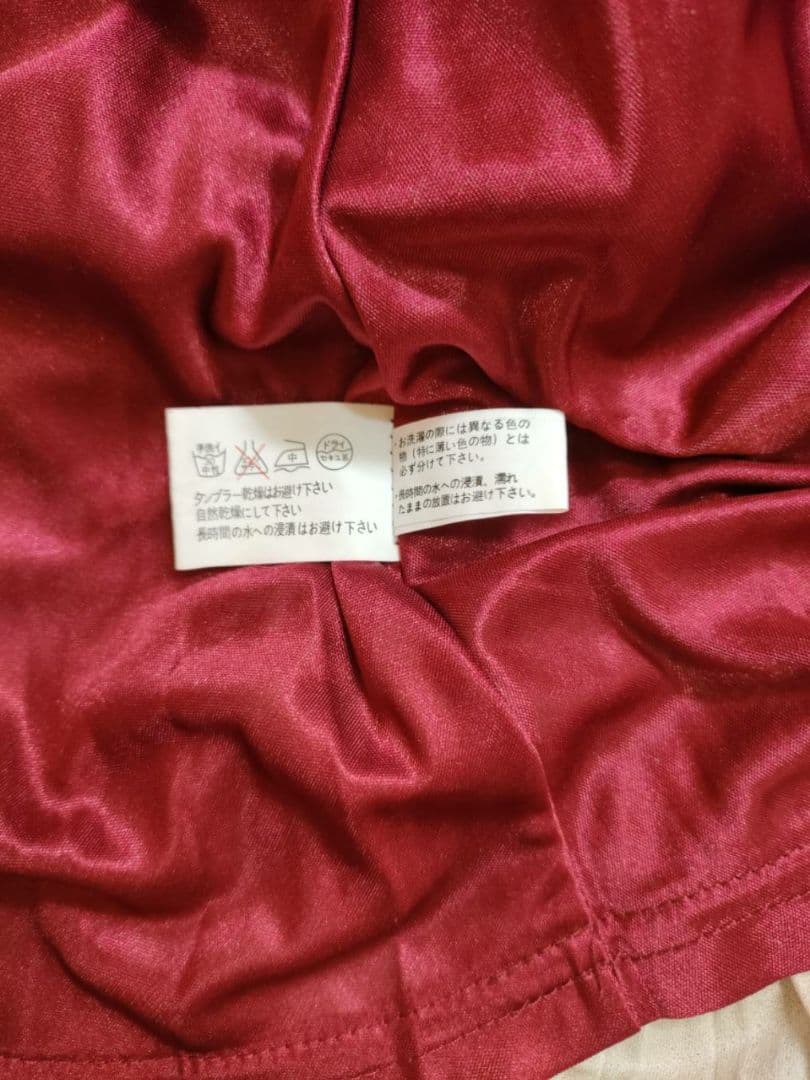 手洗イ
中性
中
ドライ
セキユ系
タンブラー乾燥はお避け下さい
自然乾燥にして下さい
長時間の水への浸漬はお避け下さい
・お洗濯の際には異なる色の
物（特に薄い色の物）とは
必ず分けて下さい。
・長時間の水への浸漬、濡れ
たままの放置はお避け下さい。